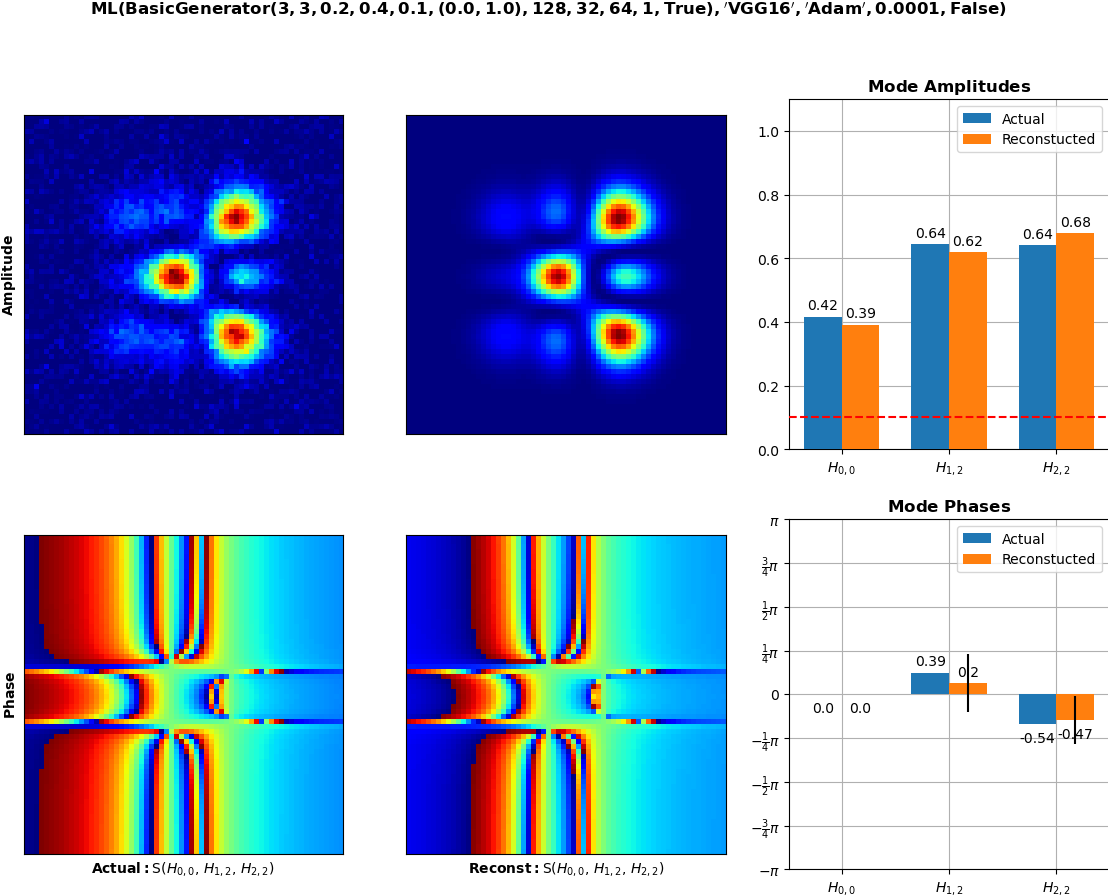 ML(BasicGenerator(3, 3, 0.2, 0.4, 0.1, (0.0, 1.0), 128, 32, 64, 1, True), ′VGG16′, ′Adam′, 0.0001, False)
Amplitude
Mode Amplitudes
Actual
Reconstucted
1.0
0.8
0.6
0.4
0.2
0.0
0.42
0.39
0.64
0.62
0.64
0.68
H0,0
H1,2
H2,2
Phase
Actual: S(H0,0, H1,2, H2,2)
Reconst: S(H0,0, H1,2, H2,2)
Mode Phases
Actual
Reconstucted
π
3/4π
1/2π
1/4π
0
−1/4π
−1/2π
−3/4π
−π
0.0
0.0
0.39
0.2
-0.54
-0.47
H0,0
H1,2
H2,2